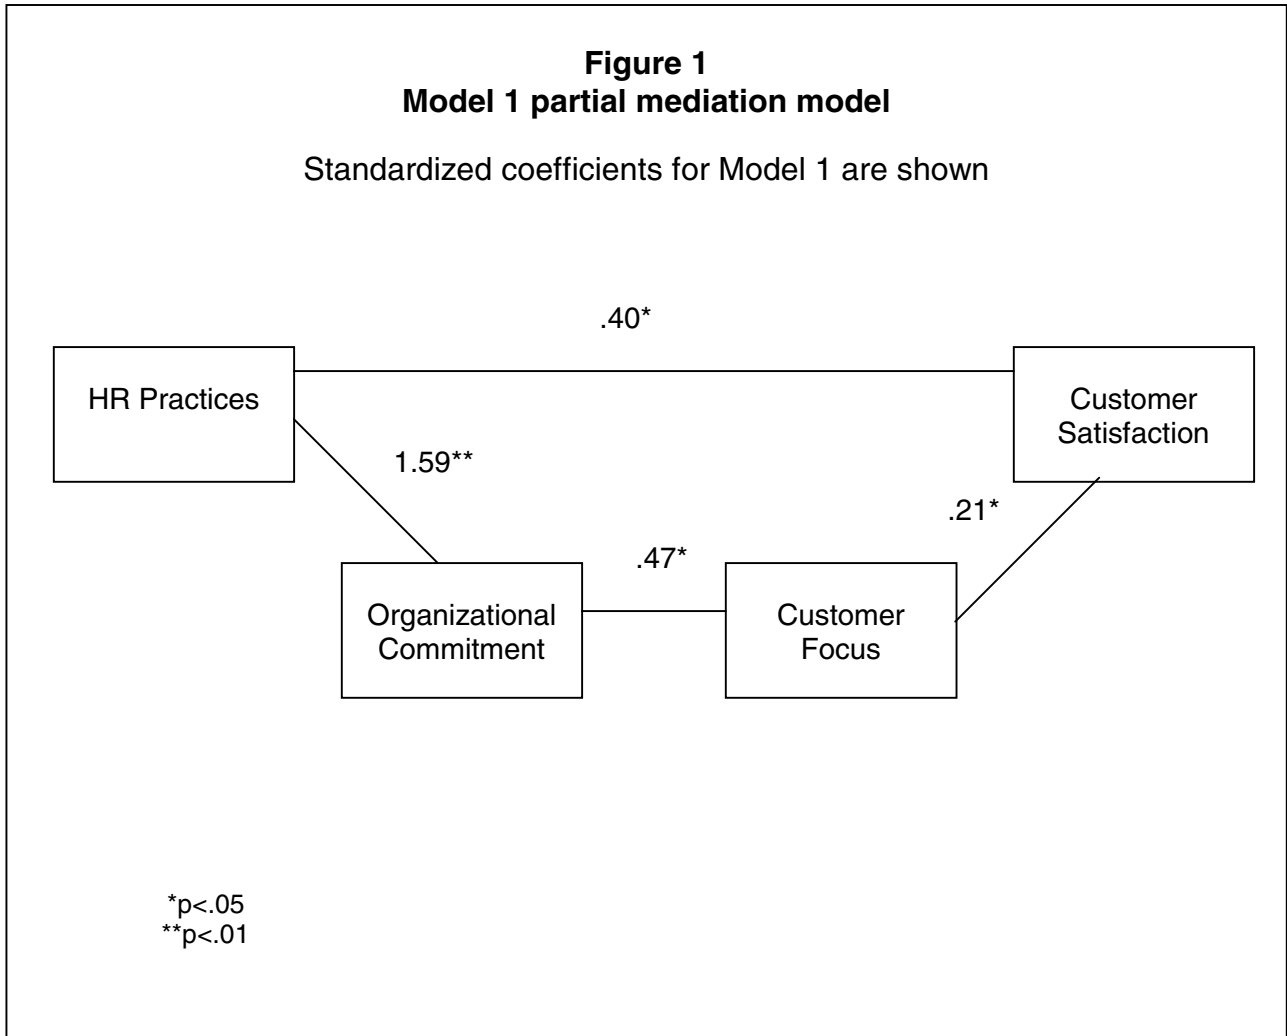 Figure 1
Model 1 partial mediation model
Standardized coefficients for Model 1 are shown
.40*
HR Practices
Customer
Satisfaction
1.59**
.21*
.47*
Organizational
Commitment
Customer
Focus
*p<.05
**p<.01